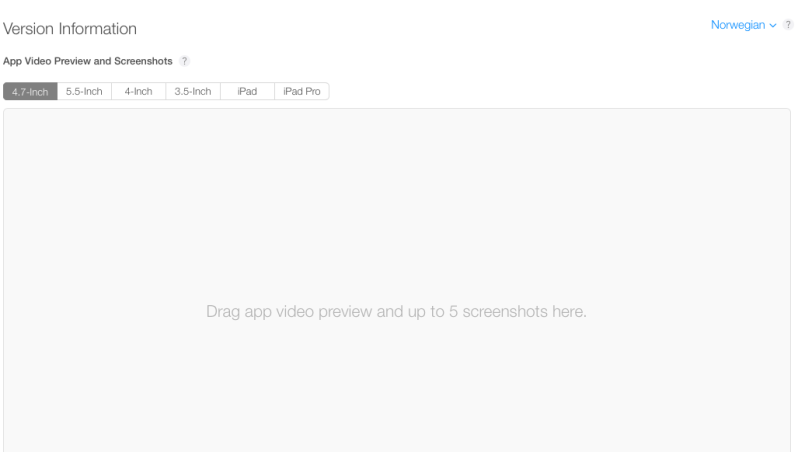 Version Information
Norwegian ?
App Video Preview and Screenshots ?
4.7-Inch 5.5-Inch 4-Inch 3.5-Inch iPad iPad Pro
Drag app video preview and up to 5 screenshots here.